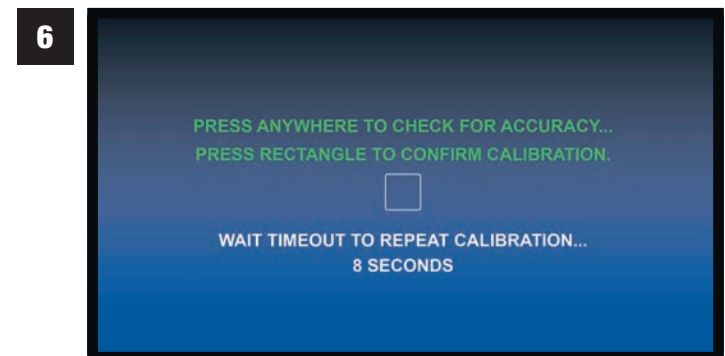 6
PRESS ANYWHERE TO CHECK FOR ACCURACY...
PRESS RECTANGLE TO CONFIRM CALIBRATION.
WAIT TIMEOUT TO REPEAT CALIBRATION...
8 SECONDS